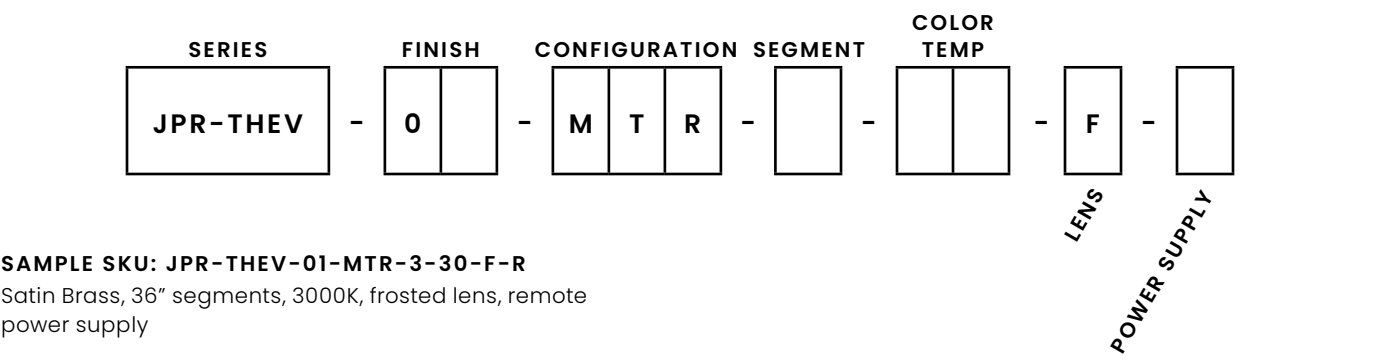 SERIES FINISH CONFIGURATION SEGMENT COLOR TEMP
JPR-THEV - 0 - M T R - - - F -
LENS
POWER SUPPLY
SAMPLE SKU: JPR-THEV-01-MTR-3-30-F-R
Satin Brass, 36” segments, 3000K, frosted lens, remote
power supply